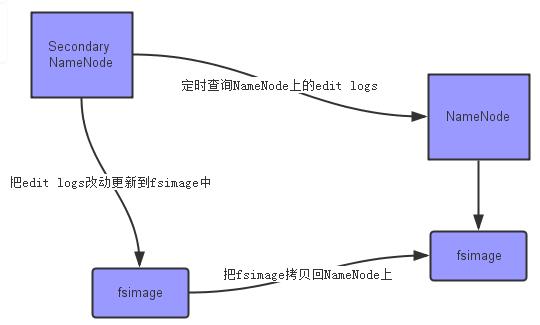 Secondary
NameNode
定时查询NameNode上的edit logs
NameNode
把edit logs改动更新到fsimage中
fsimage
把fsimage拷贝回NameNode上
fsimage